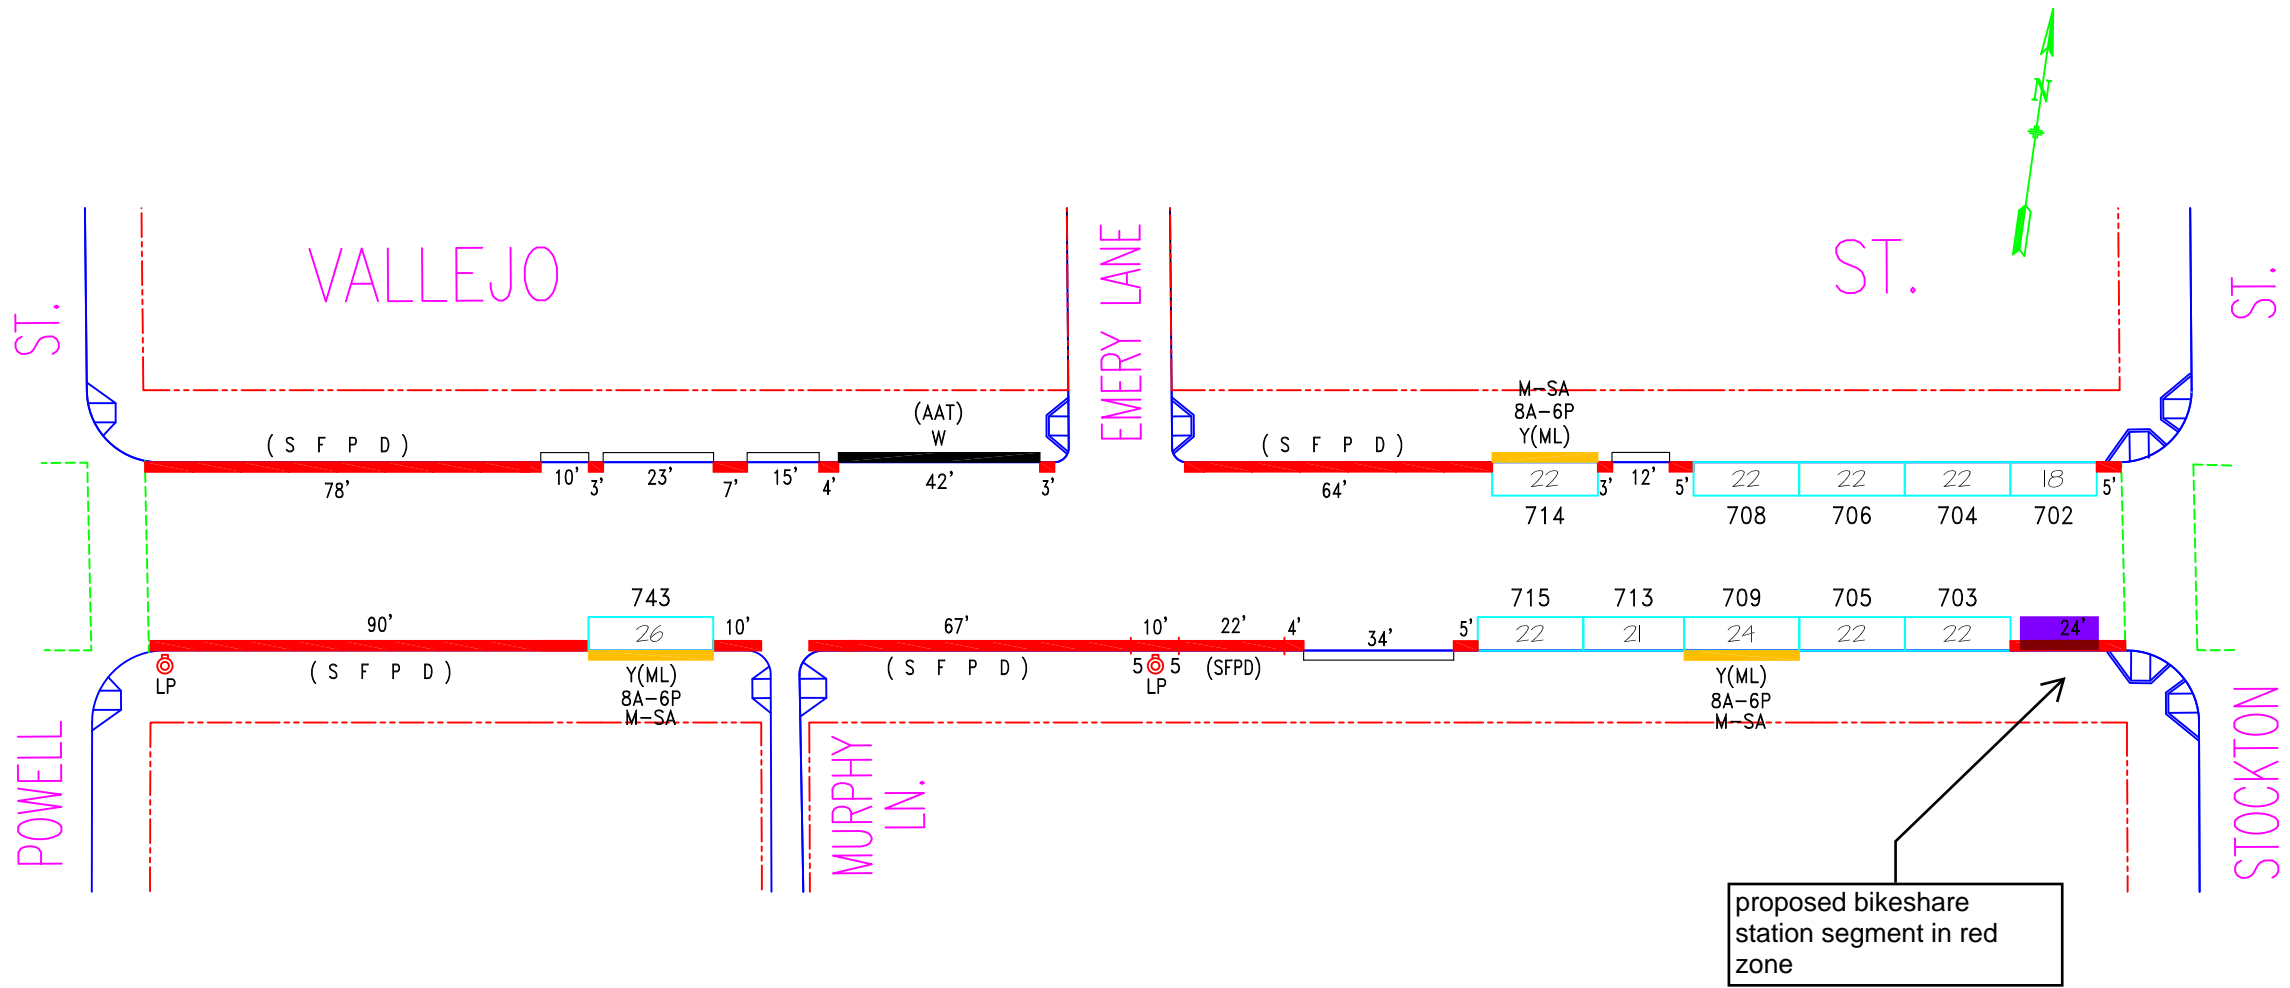 N
VALLEJO
ST.
ST.
ST.
EMERY LANE
(AAT)
W
( S F P D )
( S F P D )
M-SA
8A-6P
Y(ML)
78'
10'
3'
23'
7'
15'
4'
42'
3'
64'
22
3'
12'
5'
22
22
22
18
5'
714
708
706
704
702
743
715
713
709
705
703
90'
26
10'
67'
10'
22'
4'
34'
5'
22
21
24
22
22
24'
LP
( S F P D )
Y(ML)
8A-6P
M-SA
( S F P D )
5
5
LP
(SFPD)
Y(ML)
8A-6P
M-SA
POWELL
MURPHY
LN.
STOCKTON
proposed bikeshare
station segment in red
zone